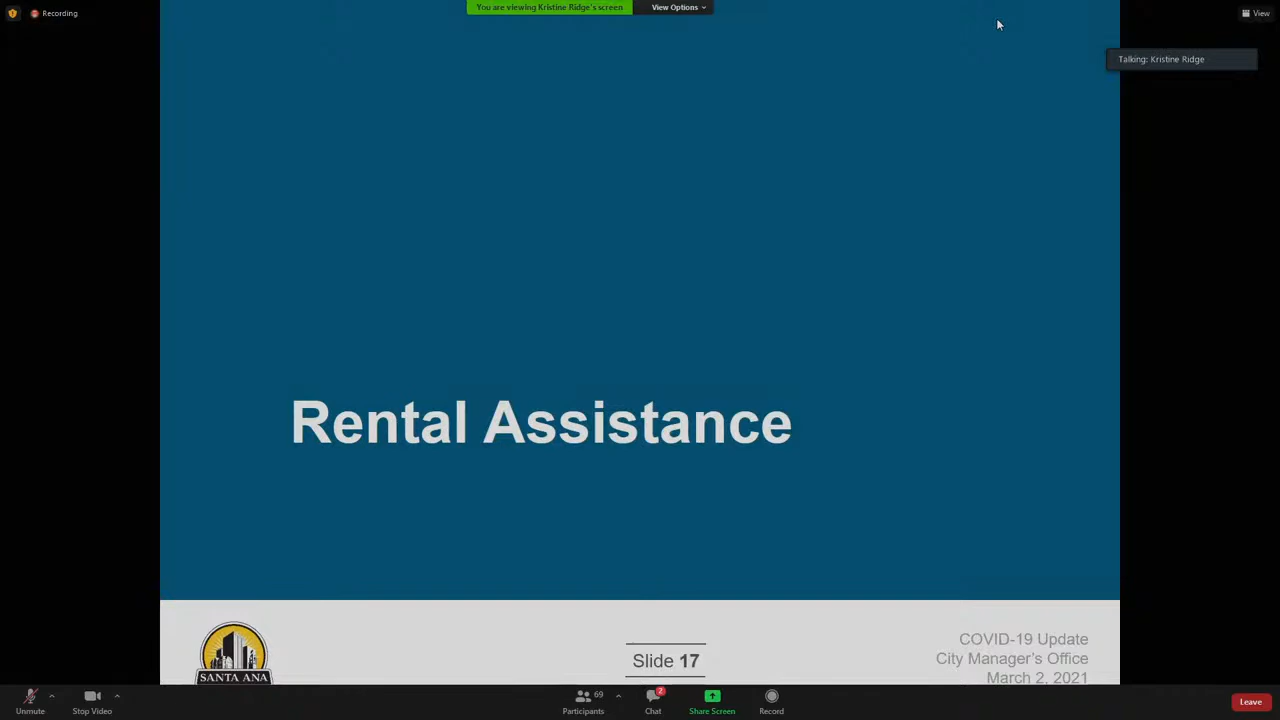 Recording
You are viewing Kristine Ridge's screen
View Options
View
Talking: Kristine Ridge
Rental Assistance
SANTA ANA
Slide 17
COVID-19 Update
City Manager's Office
March 2, 2021
Unmute
Stop Video
Participants
69
Chat
2
Share Screen
Record
Leave